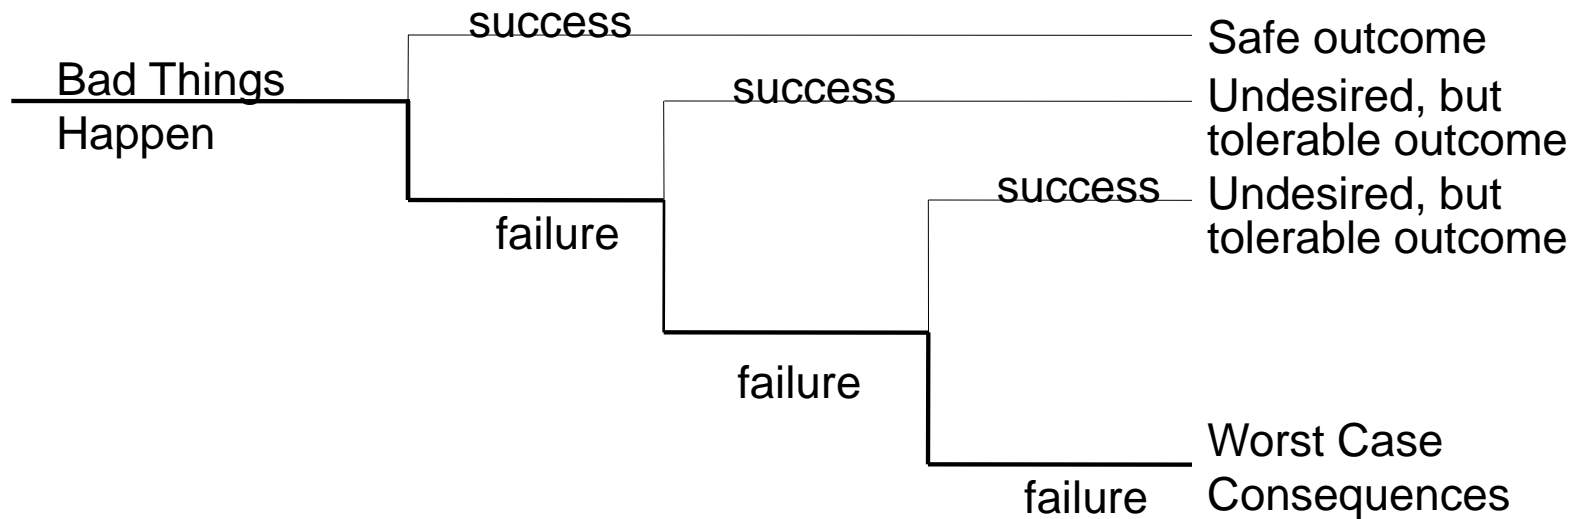 success
Safe outcome
Bad Things
Happen
success
Undesired, but
tolerable outcome
success
Undesired, but
tolerable outcome
failure
failure
Worst Case
Consequences
failure